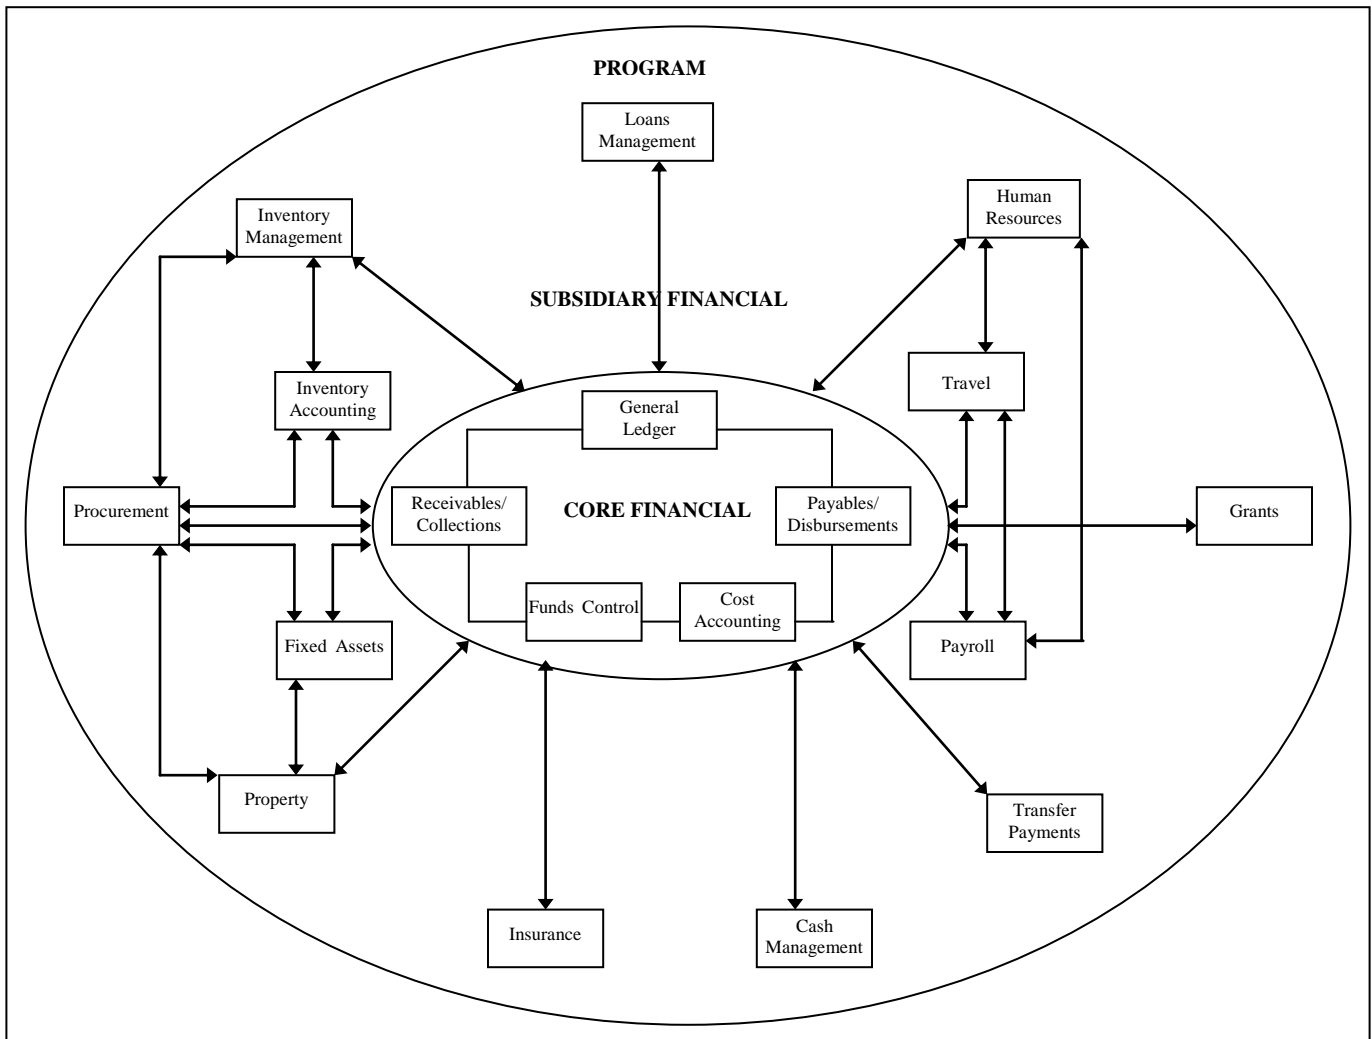 PROGRAM
Loans
Management
Human
Resources
Inventory
Management
SUBSIDIARY FINANCIAL
Travel
Inventory
Accounting
General
Ledger
Procurement
Receivables/
Collections
CORE FINANCIAL
Payables/
Disbursements
Grants
Funds Control
Cost
Accounting
Fixed Assets
Payroll
Property
Transfer
Payments
Insurance
Cash
Management